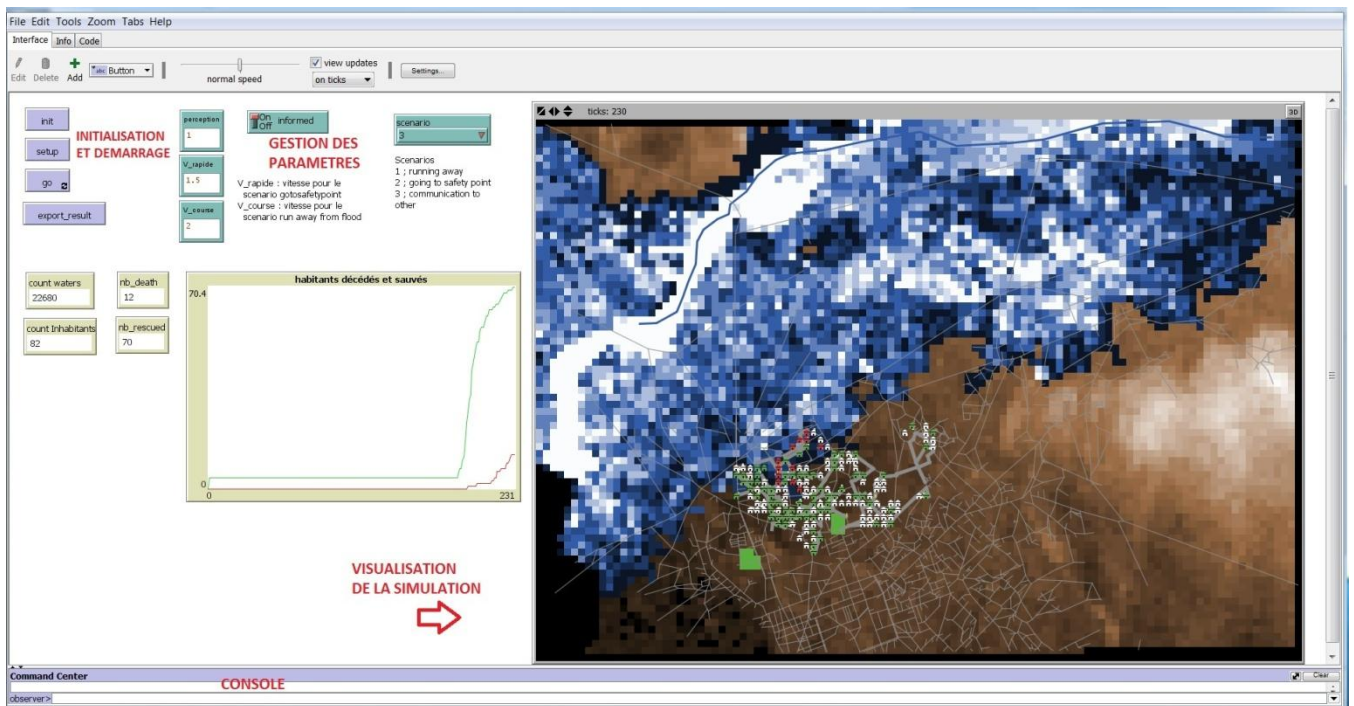 File Edit Tools Zoom Tabs Help
Interface Info Code
Edit Delete Add
abc Button
normal speed
view updates
on ticks
Settings...
init
setup
go
export_result
INITIALISATION
ET DEMARRAGE
perception
1
V_rapide
1.5
V_course
2
On
Off
informed
GESTION DES
PARAMETRES
V_rapide : vitesse pour le
scenario gotosafetypoint
V_course : vitesse pour le
scenario run away from flood
scenario
3
Scenarios
1 ; running away
2 ; going to safety point
3 ; communication to
other
count waters
22680
nb_death
12
count Inhabitants
82
nb_rescued
70
habitants décédés et sauvés
70.4
0
0
231
VISUALISATION
DE LA SIMULATION
ticks: 230
3D
Command Center
CONSOLE
Clear
observer>